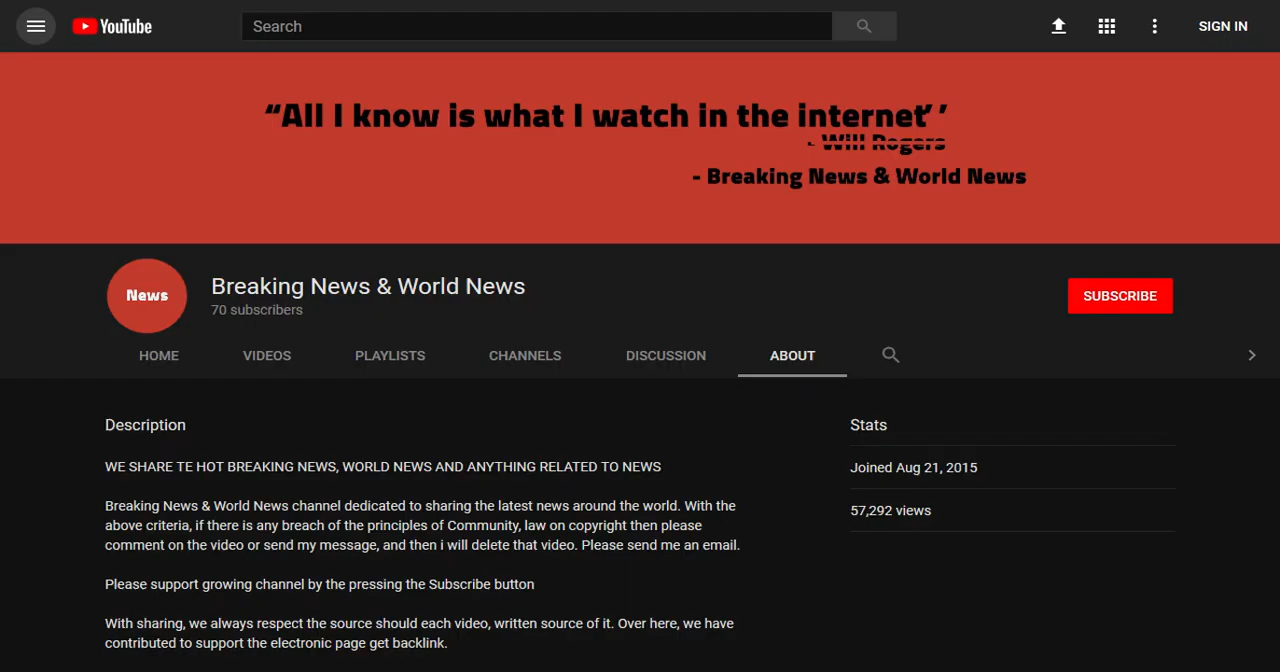 YouTube
Search
SIGN IN
“All I know is what I watch in the internet’’
- Will Rogers
- Breaking News & World News
News
Breaking News & World News
70 subscribers
SUBSCRIBE
HOME VIDEOS PLAYLISTS CHANNELS DISCUSSION ABOUT
Description
WE SHARE TE HOT BREAKING NEWS, WORLD NEWS AND ANYTHING RELATED TO NEWS
Breaking News & World News channel dedicated to sharing the latest news around the world. With the
above criteria, if there is any breach of the principles of Community, law on copyright then please
comment on the video or send my message, and then i will delete that video. Please send me an email.
Please support growing channel by the pressing the Subscribe button
With sharing, we always respect the source should each video, written source of it. Over here, we have
contributed to support the electronic page get backlink.
Stats
Joined Aug 21, 2015
57,292 views